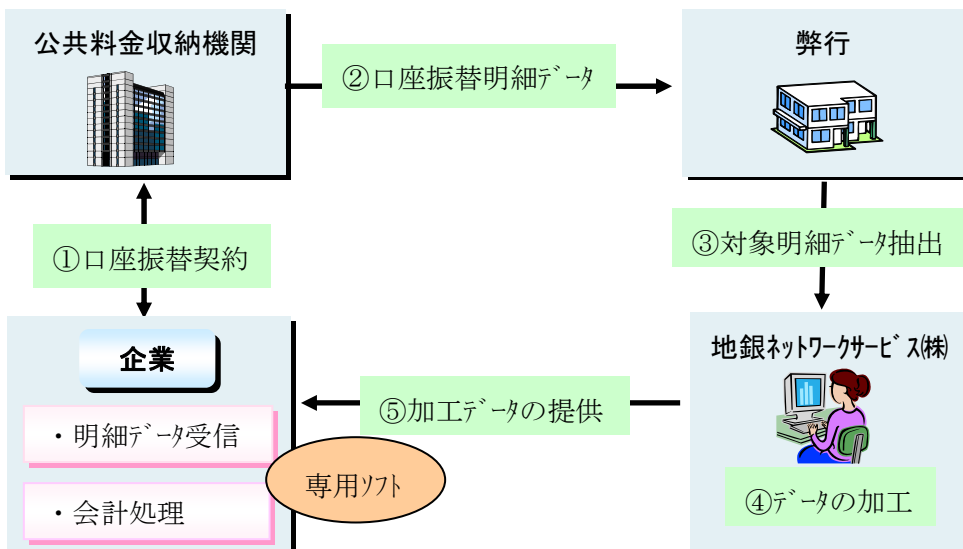 公共料金収納機関
②口座振替明細ﾃﾞｰﾀ
弊行
①口座振替契約
③対象明細ﾃﾞｰﾀ抽出
企業
・明細ﾃﾞｰﾀ受信
・会計処理
専用ｿﾌﾄ
⑤加工ﾃﾞｰﾀの提供
地銀ネットワークサービス㈱
④ﾃﾞｰﾀの加工